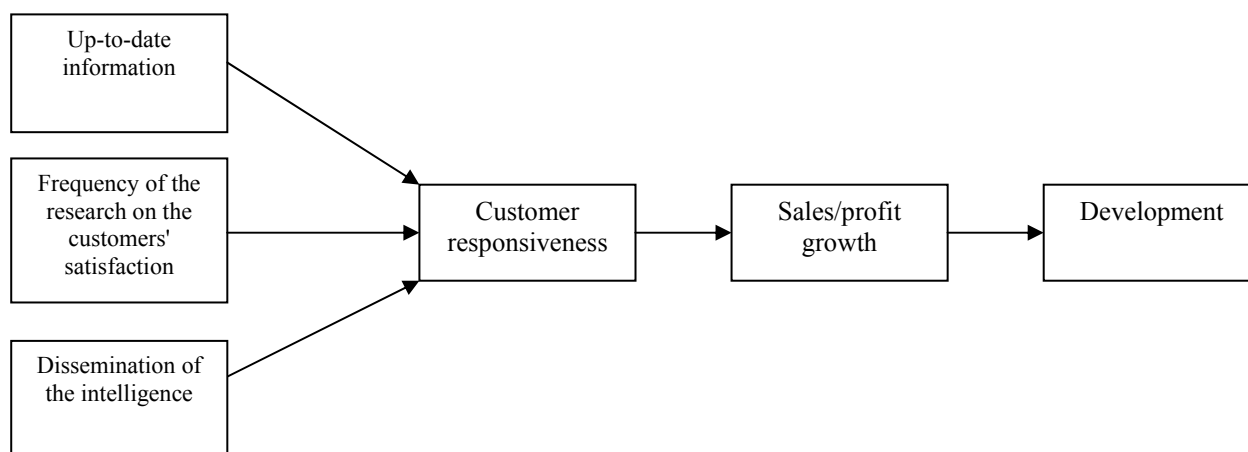 Up-to-date
information
Frequency of the
research on the
customers'
satisfaction
Dissemination of
the intelligence
Customer
responsiveness
Sales/profit
growth
Development